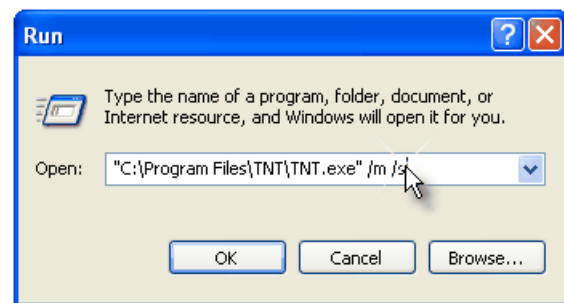 Run
Type the name of a program, folder, document, or
Internet resource, and Windows will open it for you.
Open: "C:\Program Files\TNT\TNT.exe" /m /s
OK Cancel Browse...